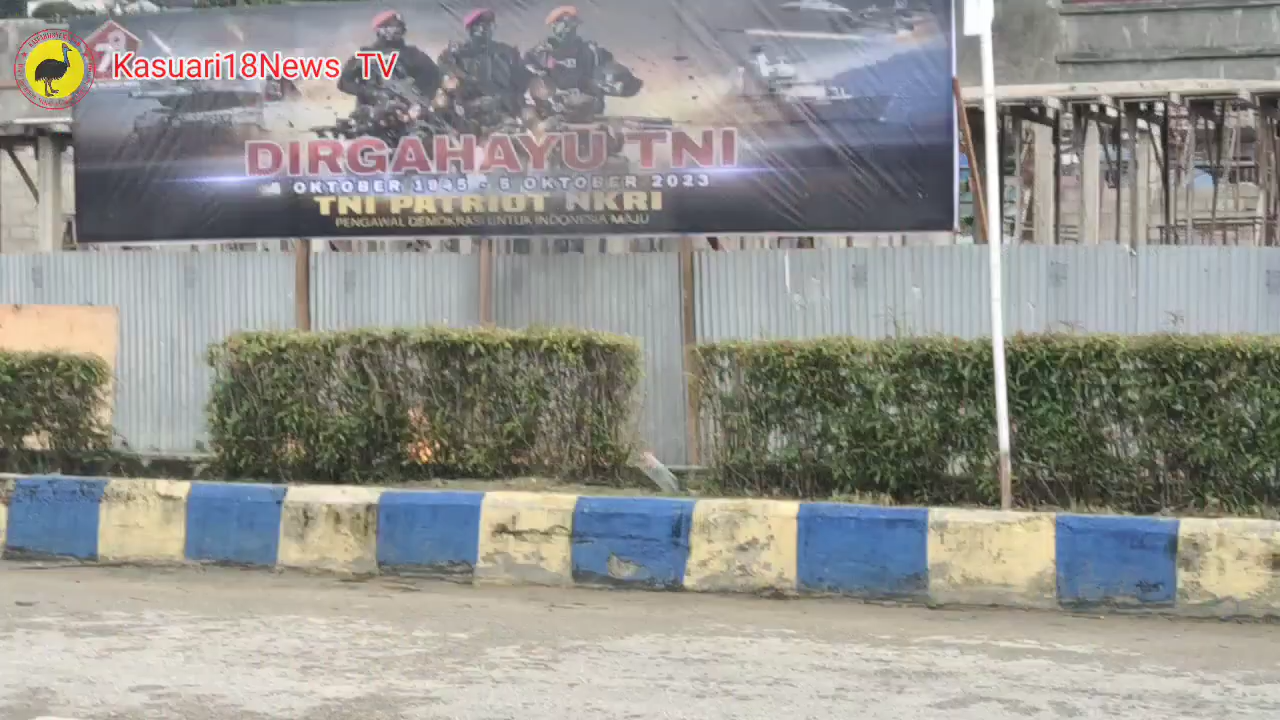 Kasuari18News TV
DIRGAHAYU TNI
OKTOBER 1945 - 5 OKTOBER 2023
TNI PATRIOT NKRI
PENGAWAL DEMOKRASI UNTUK INDONESIA MAJU